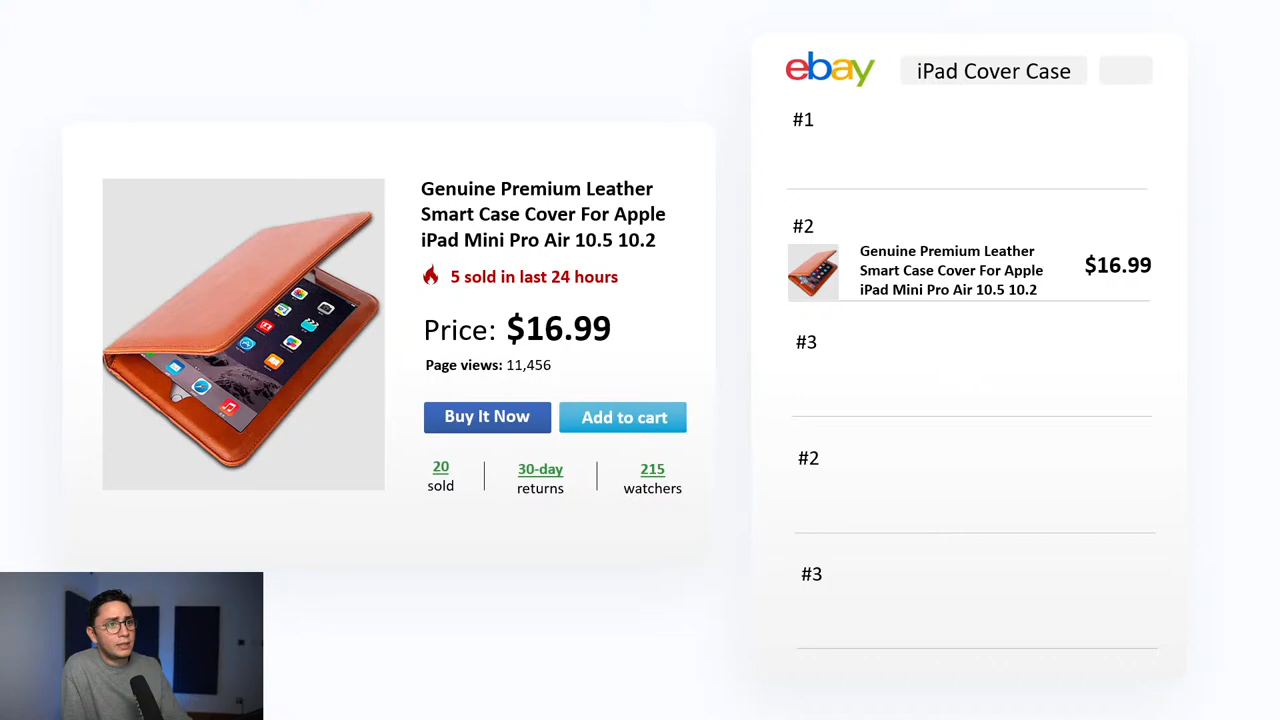 Genuine Premium Leather
Smart Case Cover For Apple
iPad Mini Pro Air 10.5 10.2
5 sold in last 24 hours
Price: $16.99
Page views: 11,456
Buy It Now
Add to cart
20
sold
30-day
returns
215
watchers
ebay
iPad Cover Case
#1
#2
Genuine Premium Leather
Smart Case Cover For Apple
iPad Mini Pro Air 10.5 10.2
$16.99
#3
#2
#3